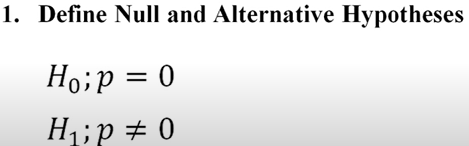 1. Define Null and Alternative Hypotheses
H₀; p = 0
H₁; p ≠ 0